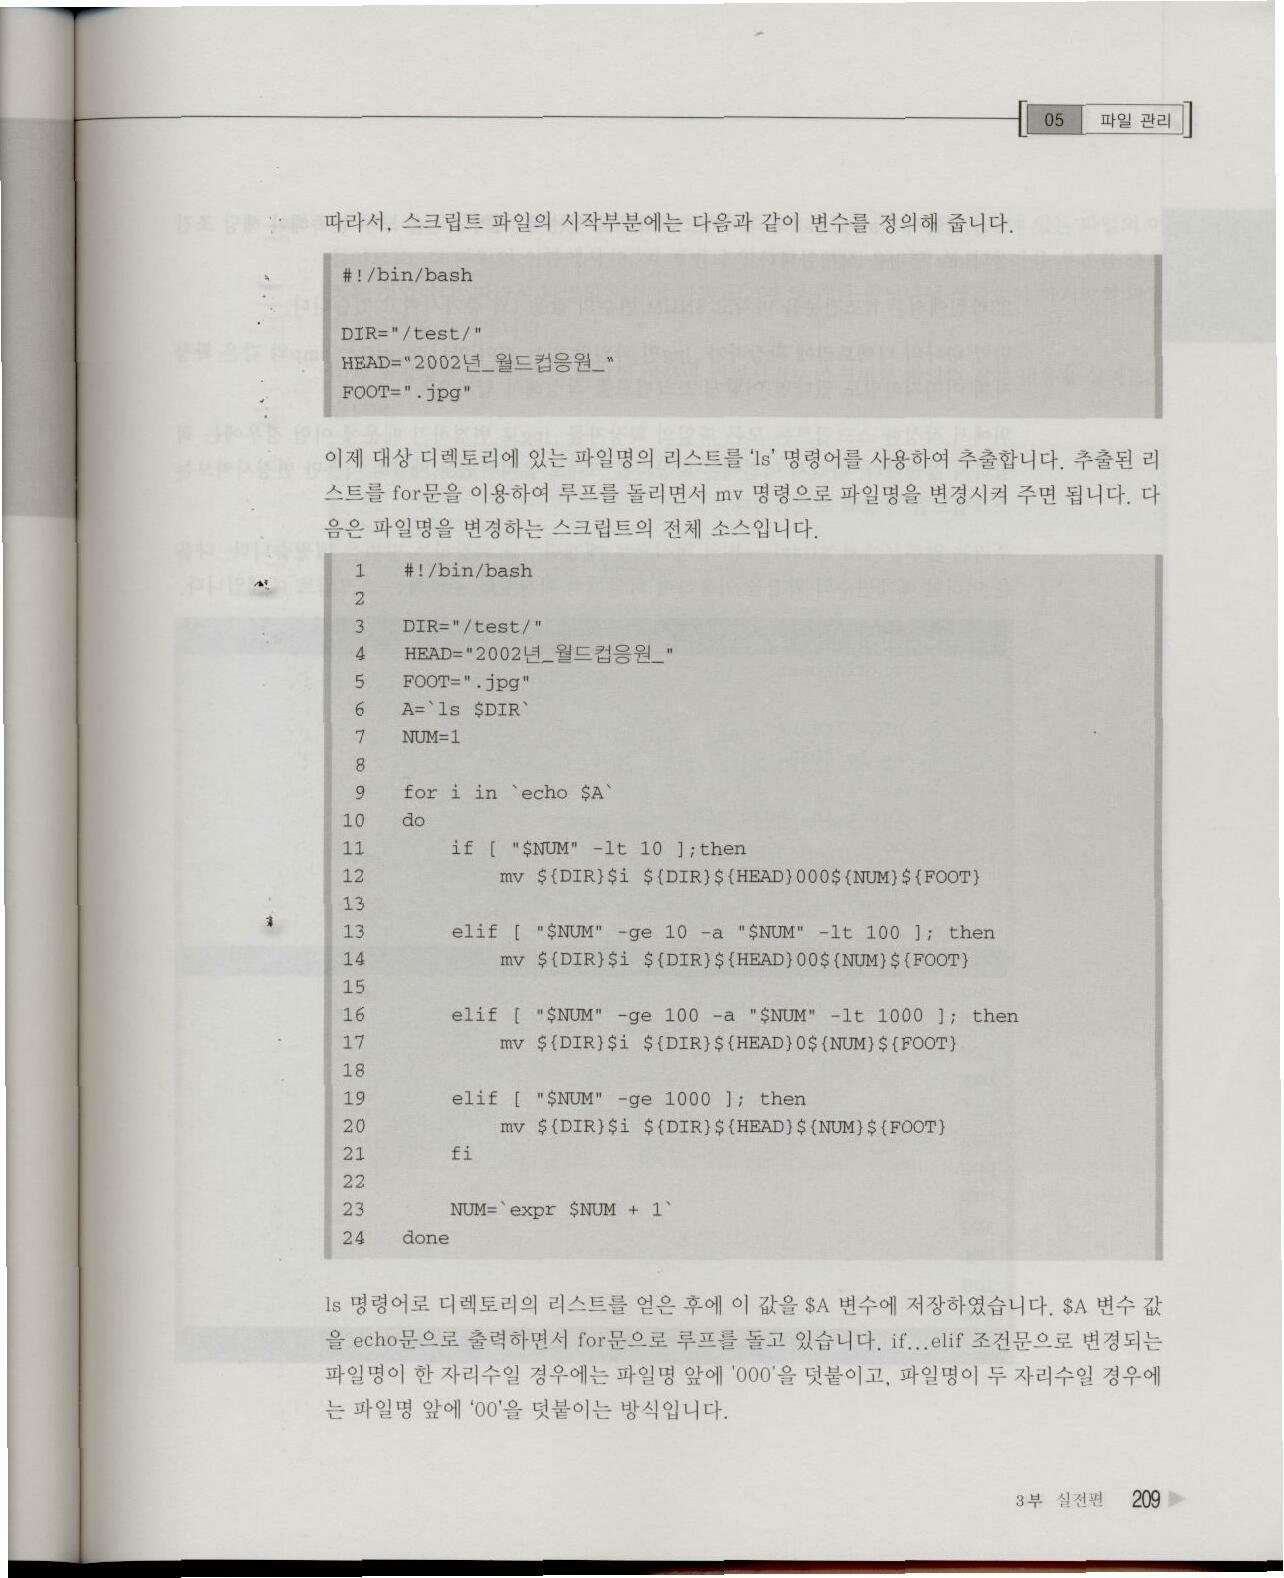 05 파일 관리
따라서, 스크립트 파일의 시작부분에는 다음과 같이 변수를 정의해 줍니다.
#!/bin/bash
DIR="/test/"
HEAD="2002년_월드컵응원_"
FOOT=".jpg"
이제 대상 디렉토리에 있는 파일명의 리스트를 ‘ls’ 명령어를 사용하여 추출합니다. 추출된 리
스트를 for문을 이용하여 루프를 돌리면서 mv 명령으로 파일명을 변경시켜 주면 됩니다. 다
음은 파일명을 변경하는 스크립트의 전체 소스입니다.
1 #!/bin/bash
2
3 DIR="/test/"
4 HEAD="2002년_월드컵응원_"
5 FOOT=".jpg"
6 A=`ls $DIR`
7 NUM=1
8
9 for i in `echo $A`
10 do
11 if [ "$NUM" -lt 10 ];then
12 mv ${DIR}$i ${DIR}${HEAD}000${NUM}${FOOT}
13
13 elif [ "$NUM" -ge 10 -a "$NUM" -lt 100 ]; then
14 mv ${DIR}$i ${DIR}${HEAD}00${NUM}${FOOT}
15
16 elif [ "$NUM" -ge 100 -a "$NUM" -lt 1000 ]; then
17 mv ${DIR}$i ${DIR}${HEAD}0${NUM}${FOOT}
18
19 elif [ "$NUM" -ge 1000 ]; then
20 mv ${DIR}$i ${DIR}${HEAD}${NUM}${FOOT}
21 fi
22
23 NUM=`expr $NUM + 1`
24 done
ls 명령어로 디렉토리의 리스트를 얻은 후에 이 값을 $A 변수에 저장하였습니다. $A 변수 값
을 echo문으로 출력하면서 for문으로 루프를 돌고 있습니다. if...elif 조건문으로 변경되는
파일명이 한 자리수일 경우에는 파일명 앞에 '000'을 덧붙이고, 파일명이 두 자리수일 경우에
는 파일명 앞에 ‘00’을 덧붙이는 방식입니다.
3부 실전편 209